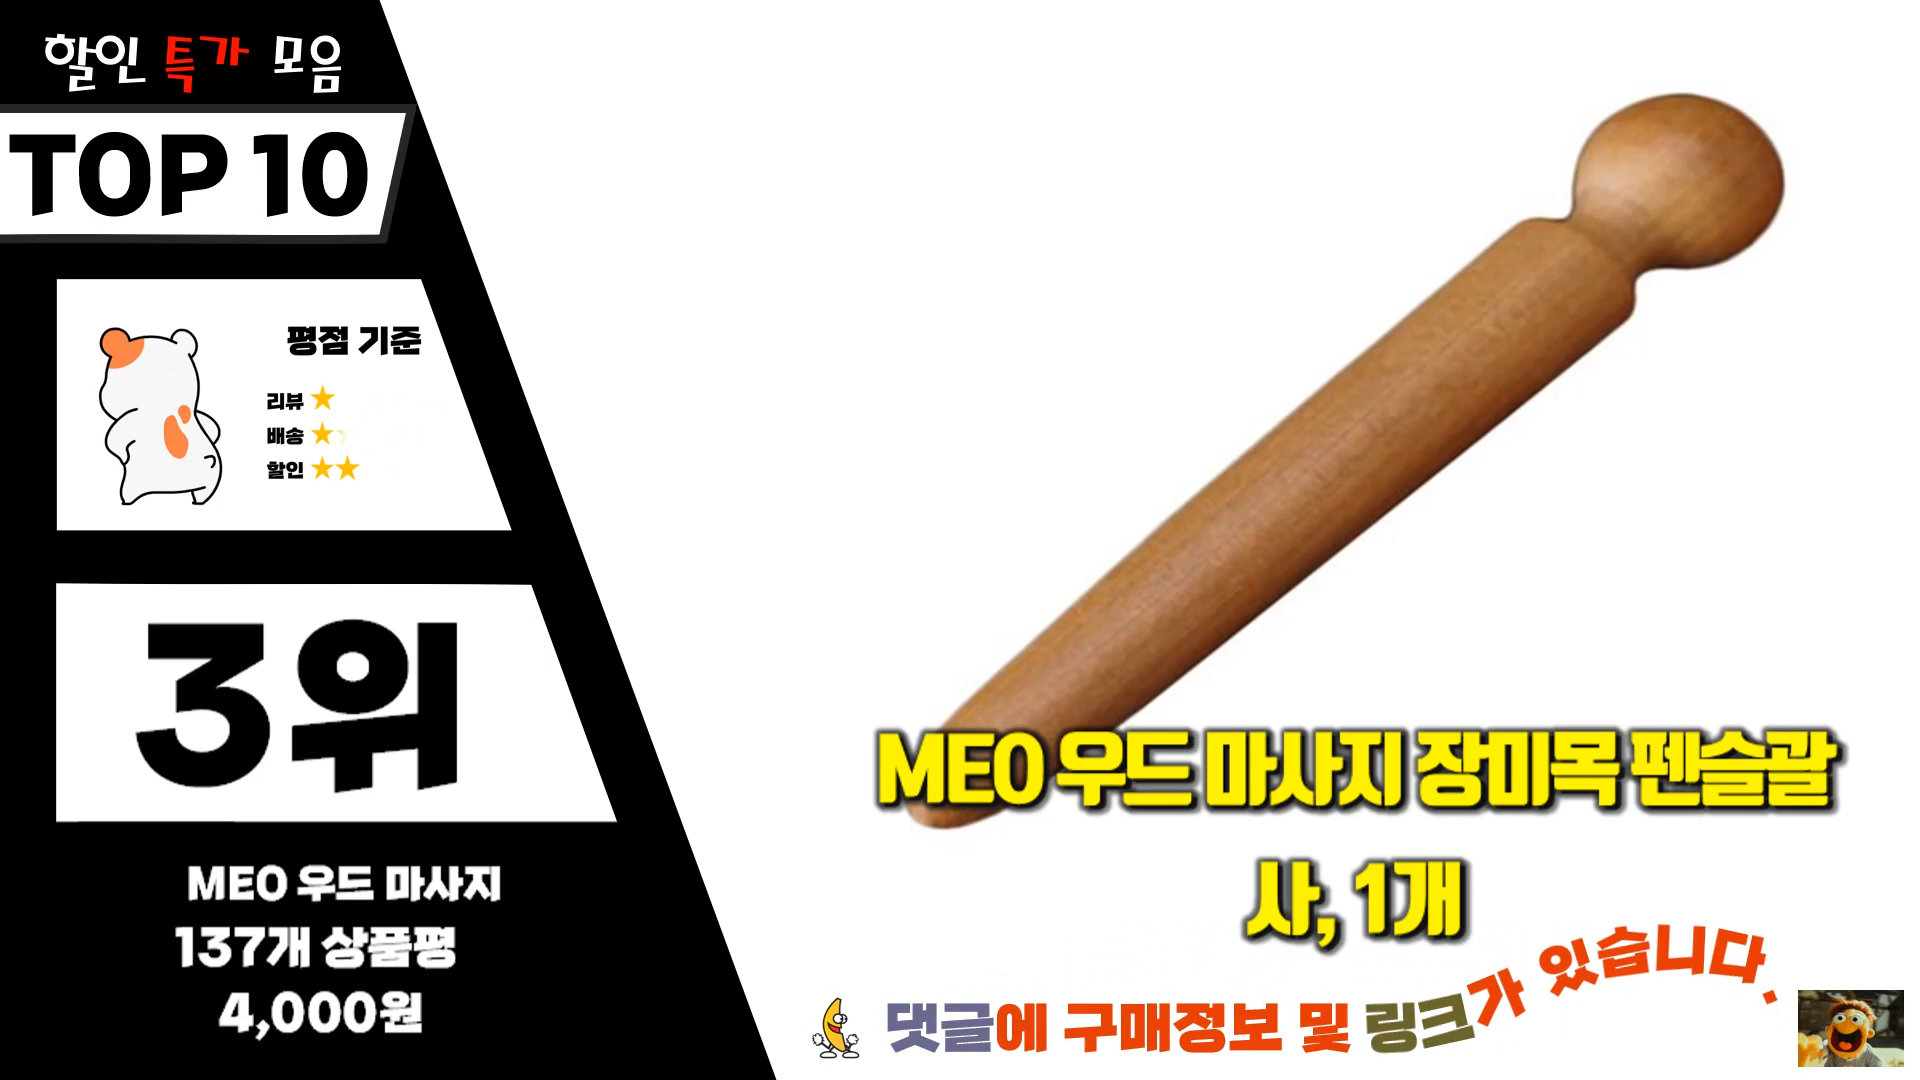 할인 특가 모음
TOP 10
평점 기준
리뷰 ★
배송 ★
할인 ★★
3위
MEO 우드 마사지
137개 상품평
4,000원
MEO 우드 마사지 장미목 펜슬괄
사, 1개
댓글에 구매정보 및 링크가 있습니다.